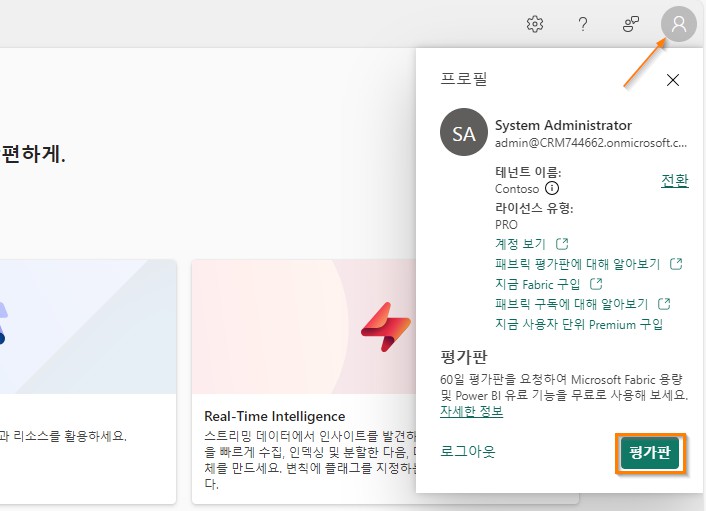 프로필
SA
System Administrator
admin@CRM744662.onmicrosoft.c...
테넌트 이름:
Contoso
전환
라이선스 유형:
PRO
계정 보기
패브릭 평가판에 대해 알아보기
지금 Fabric 구입
패브릭 구독에 대해 알아보기
지금 사용자 단위 Premium 구입
평가판
60일 평가판을 요청하여 Microsoft Fabric 용량
및 Power BI 유료 기능을 무료로 사용해 보세요.
자세한 정보
로그아웃
평가판
편하게.
과 리소스를 활용하세요.
Real-Time Intelligence
스트리밍 데이터에서 인사이트를 발견하
을 빠르게 수집, 인덱싱 및 분할한 다음,
체를 만드세요. 변칙에 플래그를 지정하
다.